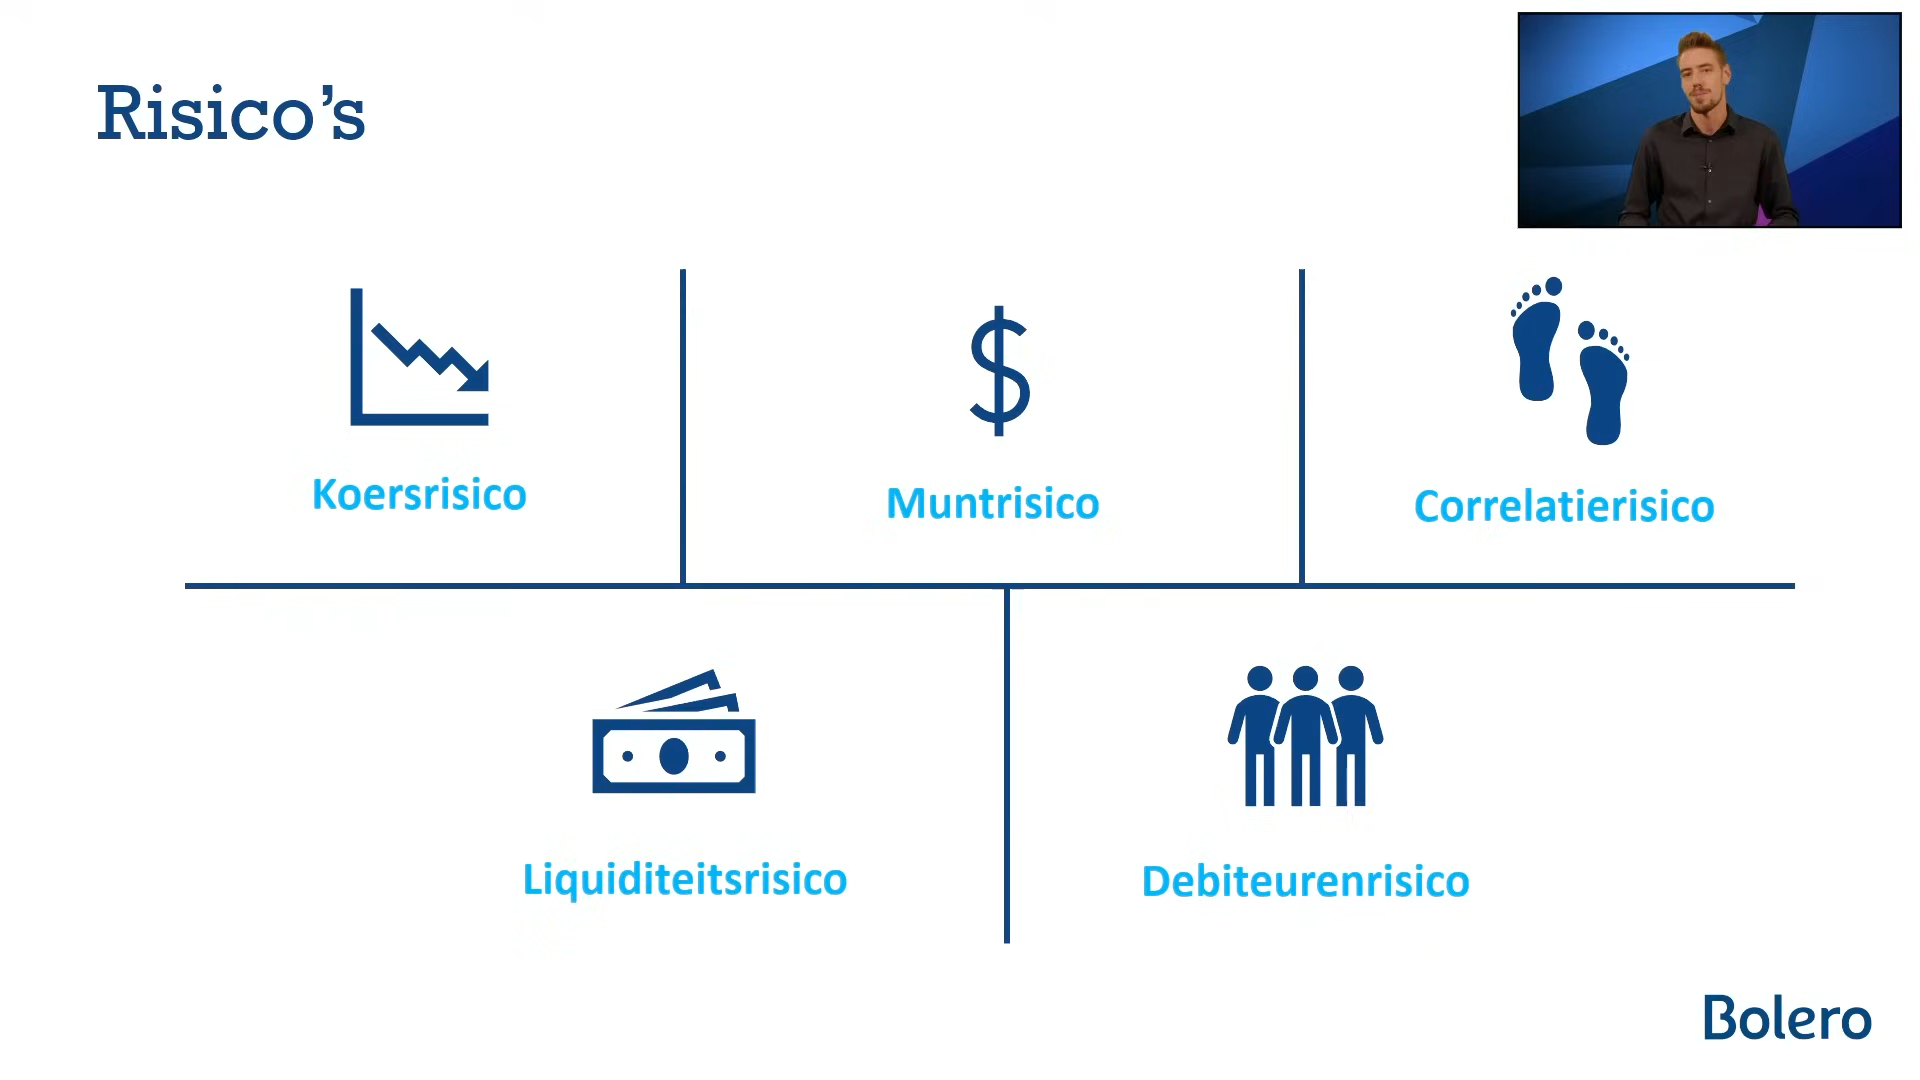 Risico’s
Koersrisico
Muntrisico
Correlatierisico
Liquiditeitsrisico
Debiteurenrisico
Bolero